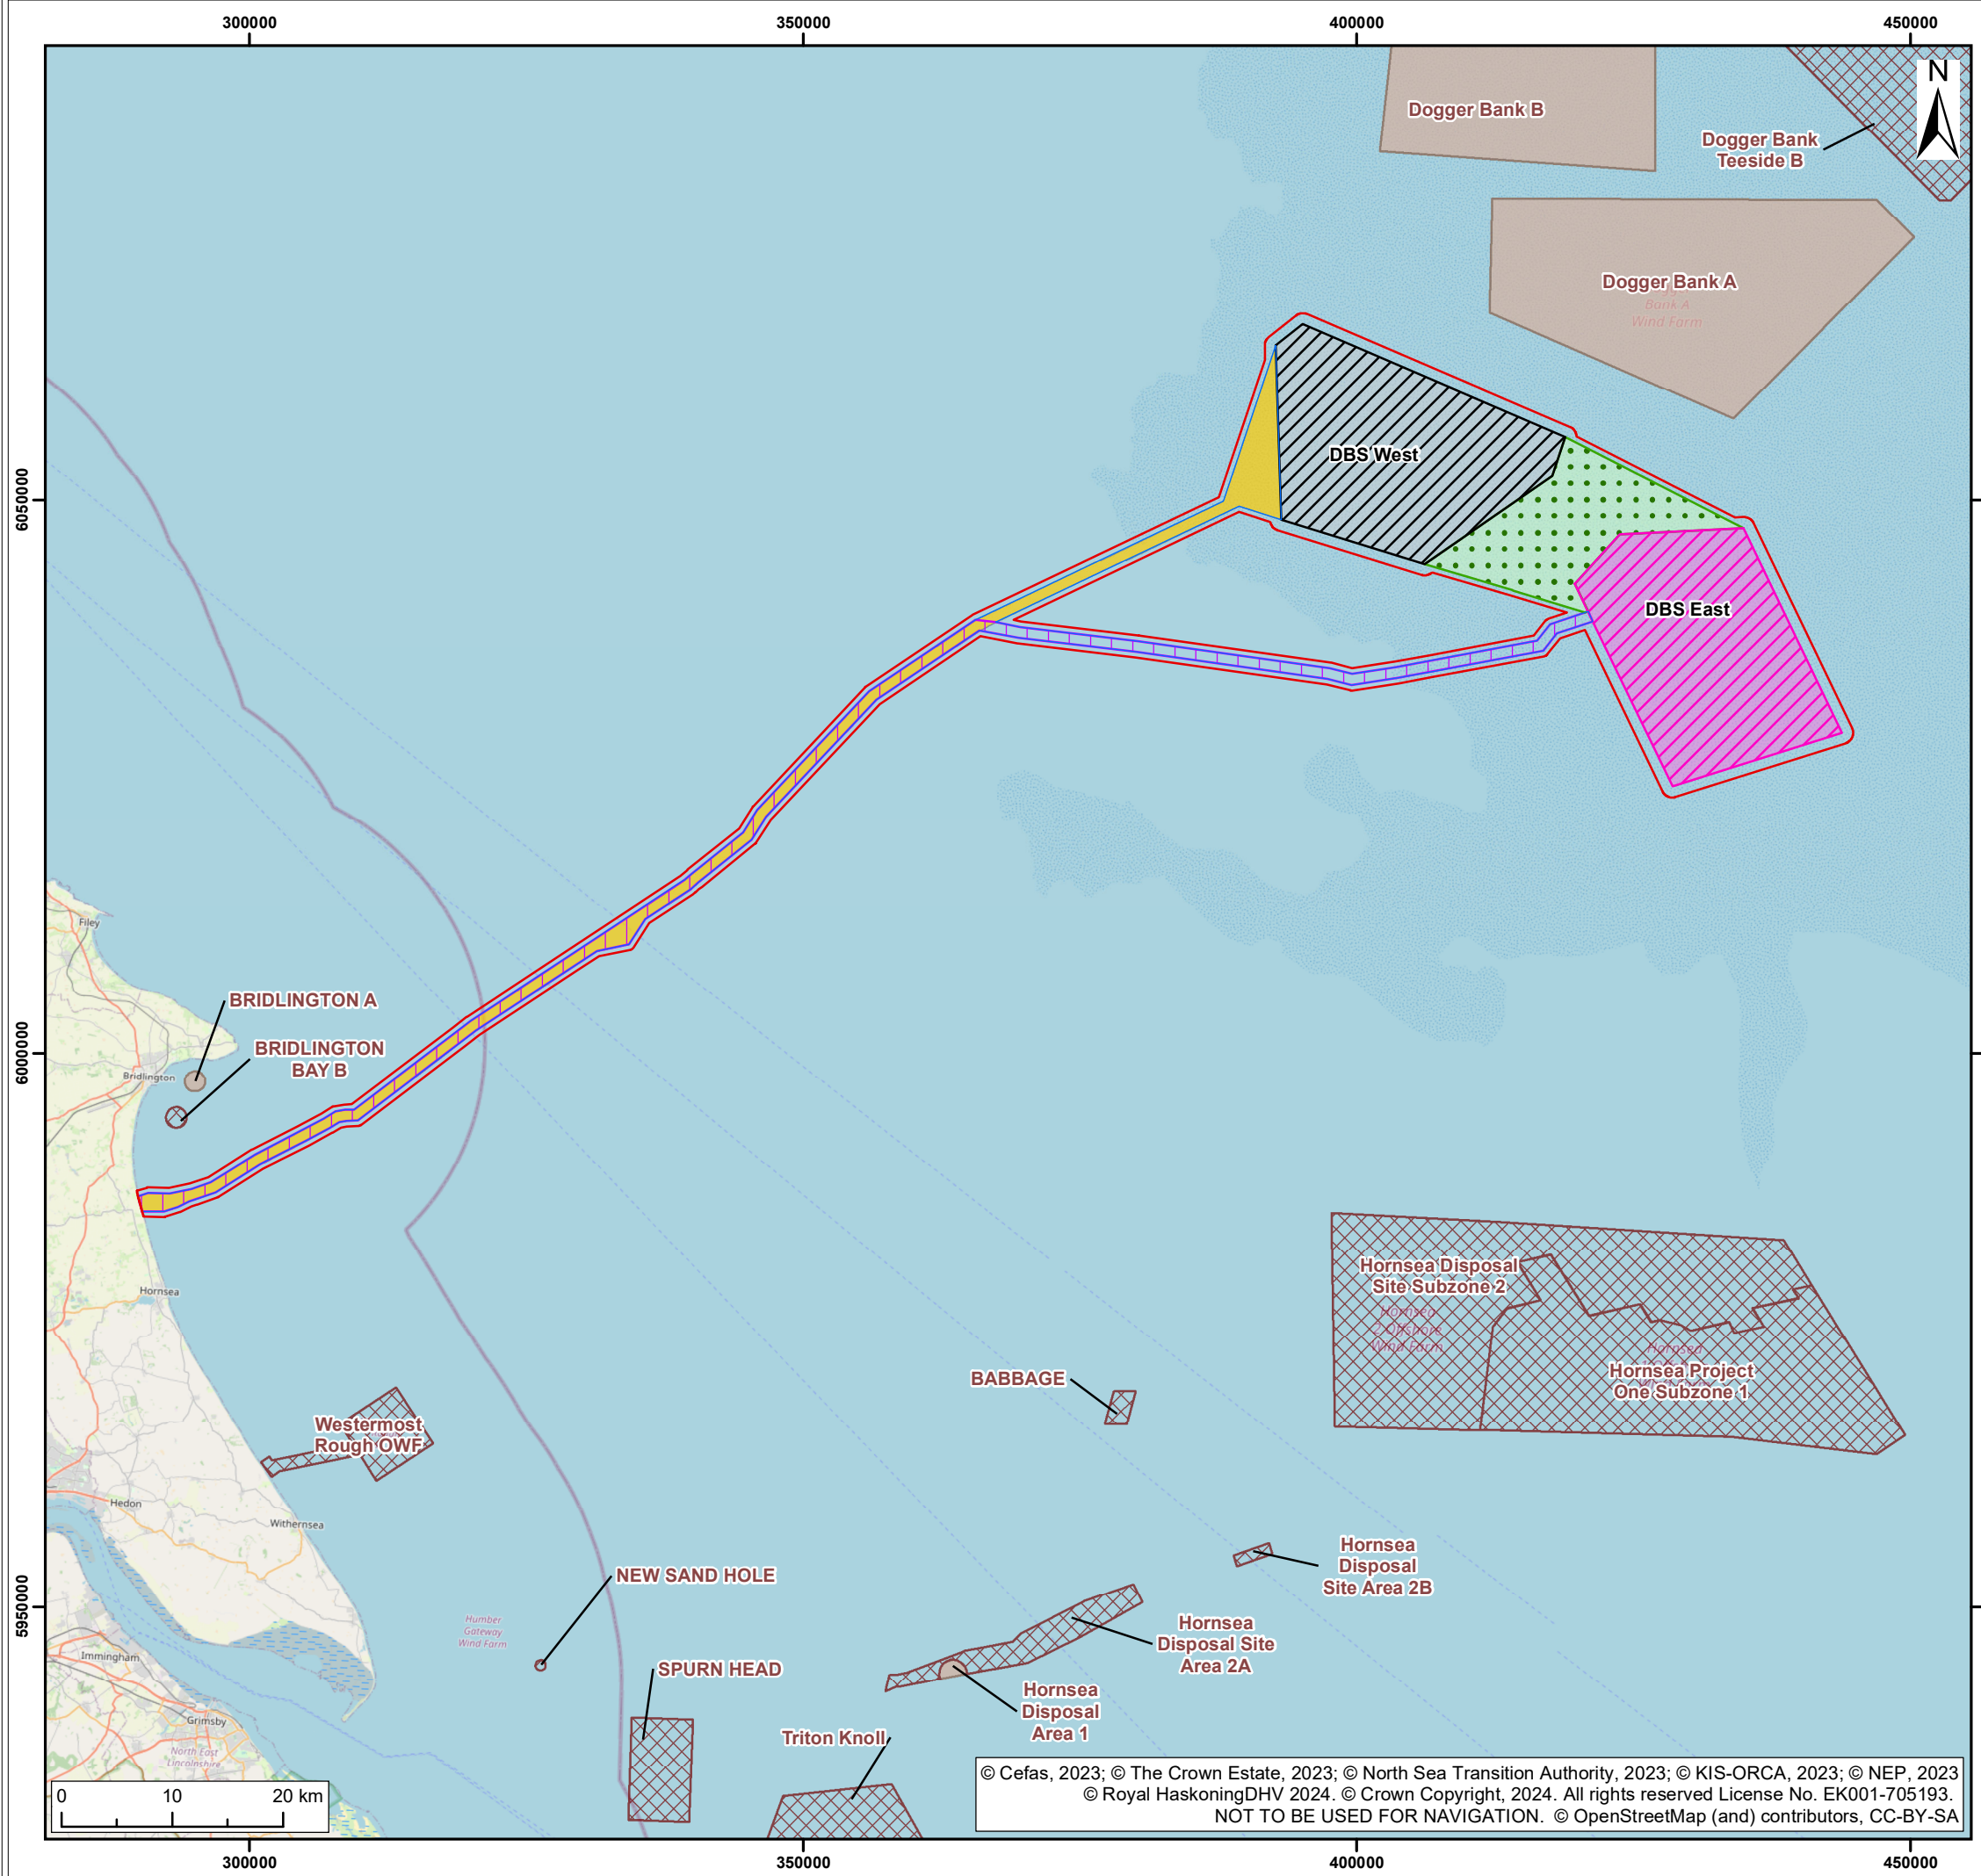 300000
350000
400000
450000
N
Dogger Bank B
Dogger Bank
Teeside B
Dogger Bank A
Bank A
Wind Farm
DBS West
6050000
DBS East
Filey
BRIDLINGTON A
BRIDLINGTON
BAY B
Bridlington
6000000
Hornsea
Hornsea Disposal
Site Subzone 2
Hornsea
2 Offshore
Wind Farm
Hornsea
Hornsea Project
One Subzone 1
BABBAGE
Westermost
Rough OWF
Hedon
Withernsea
Hornsea
Disposal
Site Area 2B
NEW SAND HOLE
5950000
Humber
Gateway
Wind Farm
Hornsea
Disposal Site
Area 2A
Immingham
SPURN HEAD
Hornsea
Disposal
Area 1
Grimsby
Triton Knoll
North East
Lincolnshire
0 10 20 km
© Cefas, 2023; © The Crown Estate, 2023; © North Sea Transition Authority, 2023; © KIS-ORCA, 2023; © NEP, 2023
© Royal HaskoningDHV 2024. © Crown Copyright, 2024. All rights reserved License No. EK001-705193.
NOT TO BE USED FOR NAVIGATION. © OpenStreetMap (and) contributors, CC-BY-SA
300000
350000
400000
450000